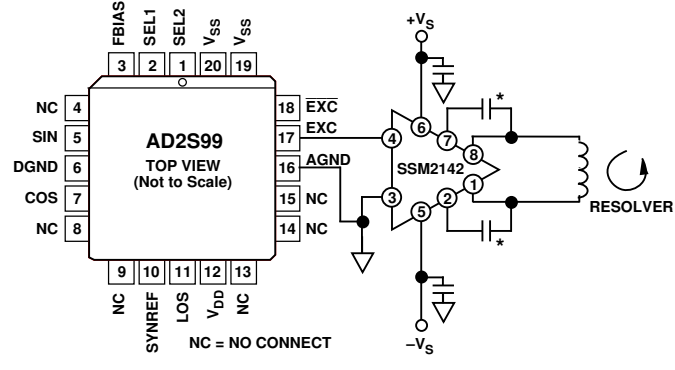 FBIAS
SEL1
SEL2
VSS
VSS
3 2 1 20 19
NC 4
SIN 5
DGND 6
COS 7
NC 8
AD2S99
TOP VIEW
(Not to Scale)
18 EXC
17 EXC
16 AGND
15 NC
14 NC
9 10 11 12 13
NC
SYNREF
LOS
VDD
NC
NC = NO CONNECT
+VS
6
7
*
4
8
SSM2142
3
1
2
5
*
–VS
RESOLVER